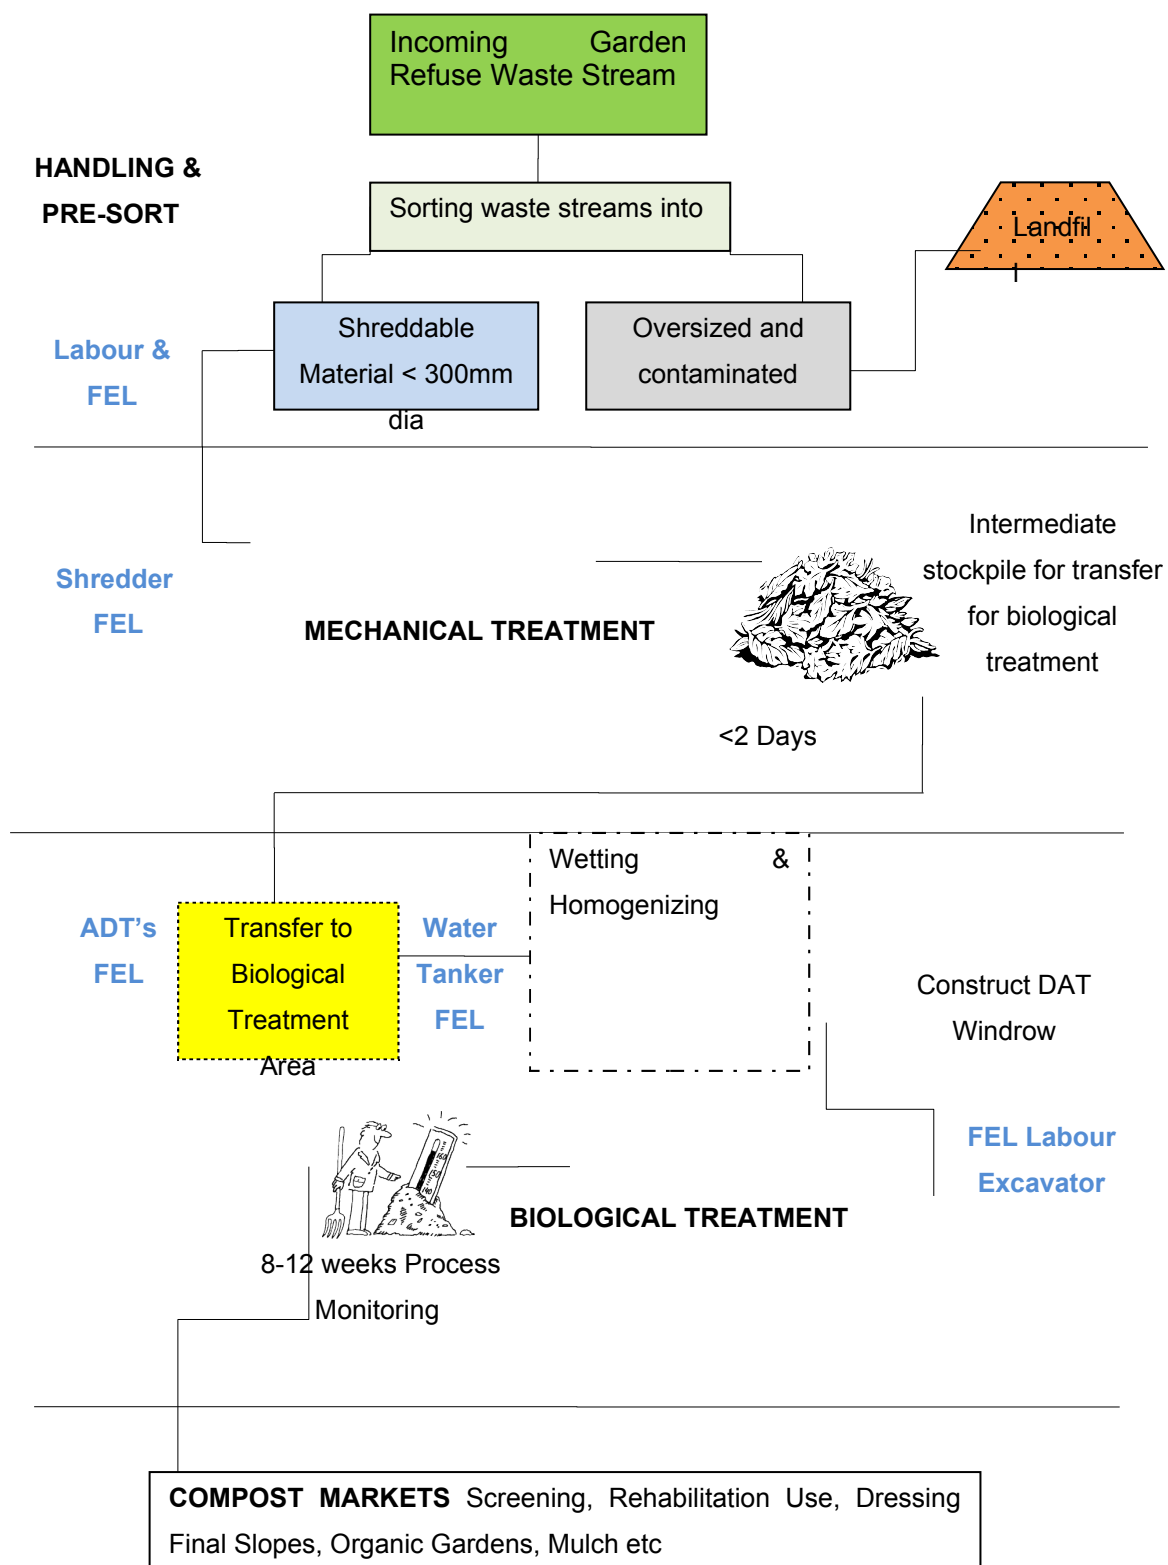 Incoming Garden
Refuse Waste Stream
HANDLING &
PRE-SORT
Sorting waste streams into
Landfil
l
Labour &
FEL
Shreddable
Material < 300mm
dia
Oversized and
contaminated
Shredder
FEL
MECHANICAL TREATMENT
Intermediate
stockpile for transfer
for biological
treatment
<2 Days
ADT's
FEL
Transfer to
Biological
Treatment
Area
Water
Tanker
FEL
Wetting &
Homogenizing
Construct DAT
Windrow
FEL Labour
Excavator
160
150
140
BIOLOGICAL TREATMENT
8-12 weeks Process
Monitoring
COMPOST MARKETS Screening, Rehabilitation Use, Dressing
Final Slopes, Organic Gardens, Mulch etc